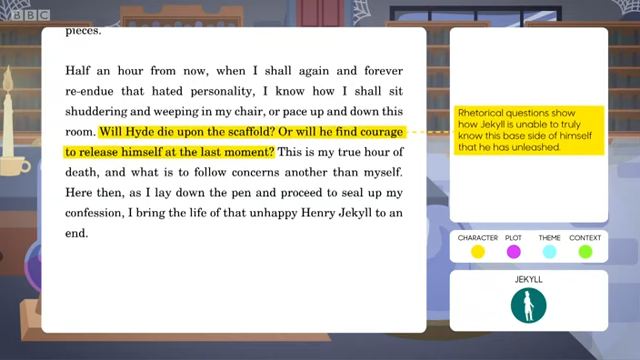 BBC
pieces.
Half an hour from now, when I shall again and forever
re-endue that hated personality, I know how I shall sit
shuddering and weeping in my chair, or pace up and down this
room. Will Hyde die upon the scaffold? Or will he find courage
to release himself at the last moment? This is my true hour of
death, and what is to follow concerns another than myself.
Here then, as I lay down the pen and proceed to seal up my
confession, I bring the life of that unhappy Henry Jekyll to an
end.
Rhetorical questions show
how Jekyll is unable to truly
know this base side of himself
that he has unleashed.
CHARACTER PLOT THEME CONTEXT
JEKYLL